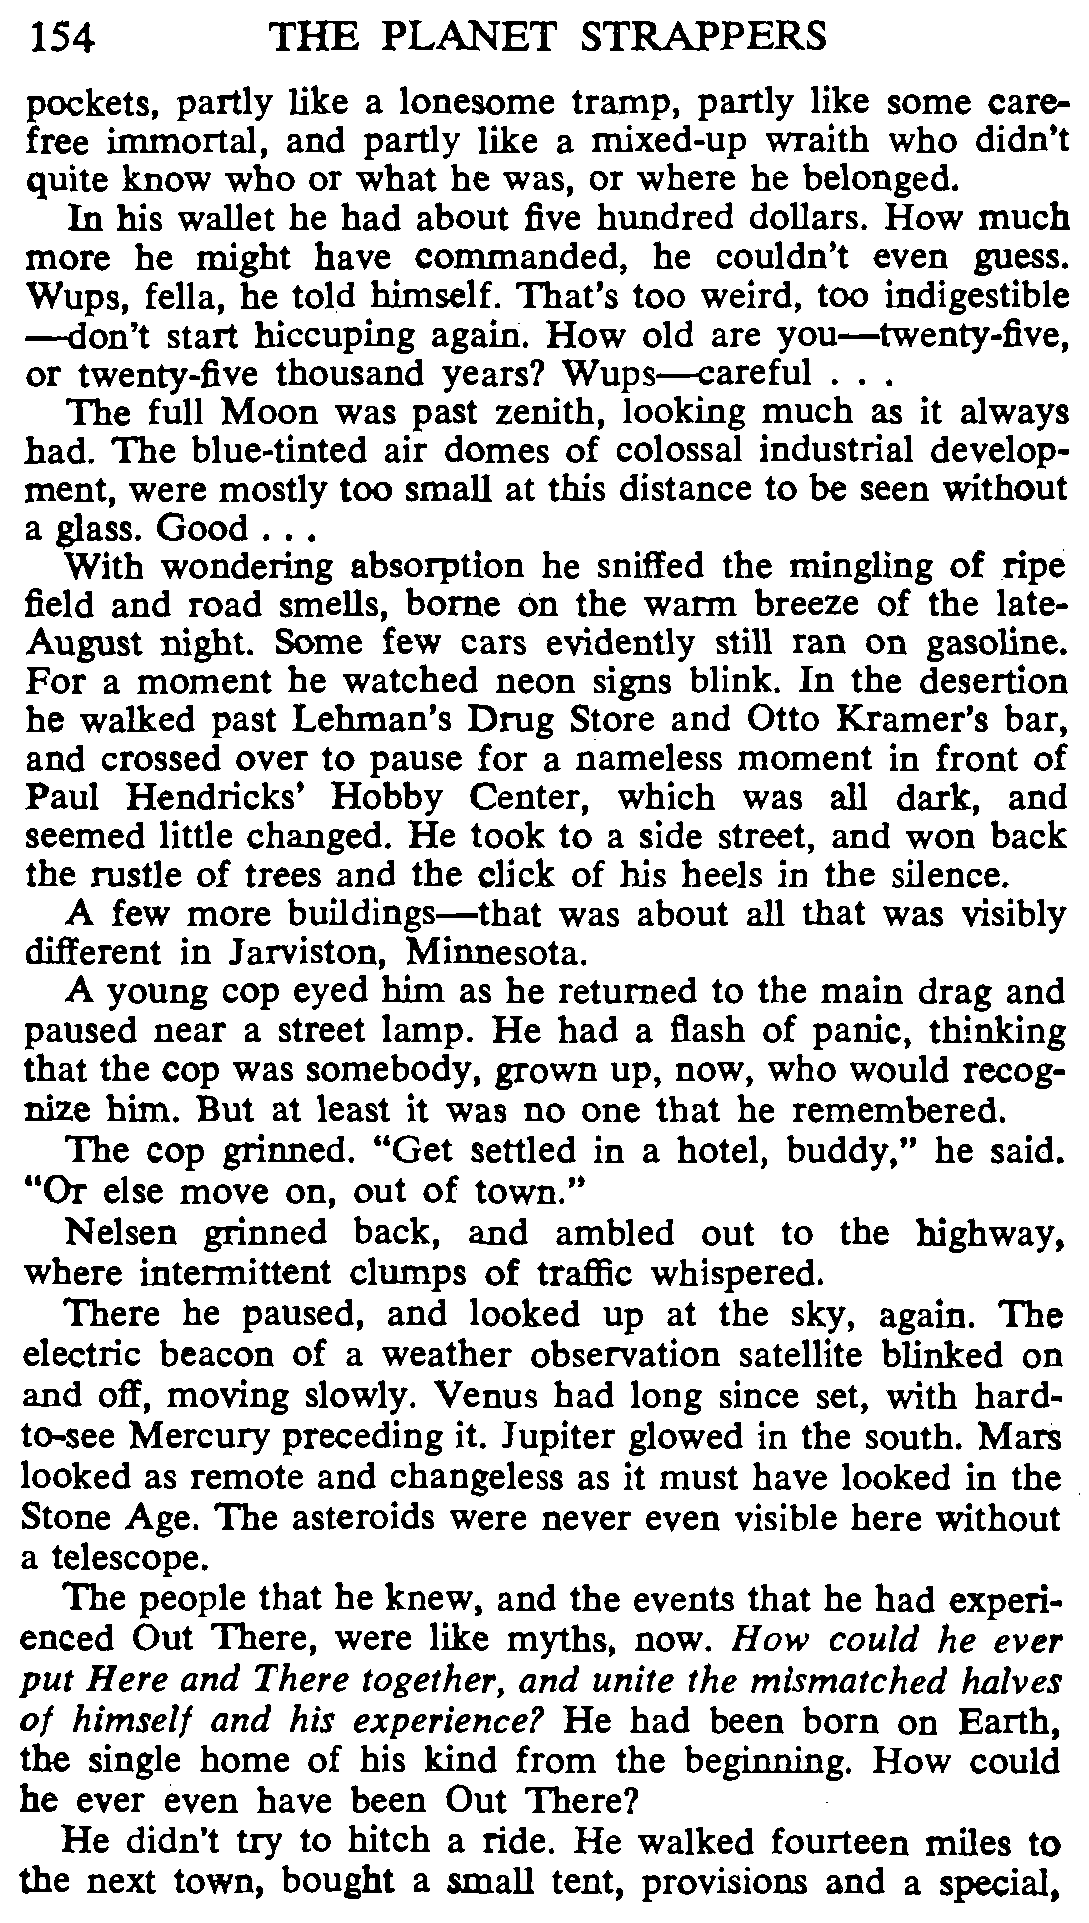 154 THE PLANET STRAPPERS
pockets, partly like a lonesome tramp, partly like some care-
free immortal, and partly like a mixed-up wraith who didn't
quite know who or what he was, or where he belonged.
In his wallet he had about five hundred dollars. How much
more he might have commanded, he couldn't even guess.
Wups, fella, he told himself. That's too weird, too indigestible
—don't start hiccuping again. How old are you—twenty-five,
or twenty-five thousand years? Wups—careful . . .
The full Moon was past zenith, looking much as it always
had. The blue-tinted air domes of colossal industrial develop-
ment, were mostly too small at this distance to be seen without
a glass. Good . . .
With wondering absorption he sniffed the mingling of ripe
field and road smells, borne on the warm breeze of the late-
August night. Some few cars evidently still ran on gasoline.
For a moment he watched neon signs blink. In the desertion
he walked past Lehman's Drug Store and Otto Kramer's bar,
and crossed over to pause for a nameless moment in front of
Paul Hendricks' Hobby Center, which was all dark, and
seemed little changed. He took to a side street, and won back
the rustle of trees and the click of his heels in the silence.
A few more buildings—that was about all that was visibly
different in Jarviston, Minnesota.
A young cop eyed him as he returned to the main drag and
paused near a street lamp. He had a flash of panic, thinking
that the cop was somebody, grown up, now, who would recog-
nize him. But at least it was no one that he remembered.
The cop grinned. "Get settled in a hotel, buddy," he said.
"Or else move on, out of town."
Nelsen grinned back, and ambled out to the highway,
where intermittent clumps of traffic whispered.
There he paused, and looked up at the sky, again. The
electric beacon of a weather observation satellite blinked on
and off, moving slowly. Venus had long since set, with hard-
to-see Mercury preceding it. Jupiter glowed in the south. Mars
looked as remote and changeless as it must have looked in the
Stone Age. The asteroids were never even visible here without
a telescope.
The people that he knew, and the events that he had experi-
enced Out There, were like myths, now. How could he ever
put Here and There together, and unite the mismatched halves
of himself and his experience? He had been born on Earth,
the single home of his kind from the beginning. How could
he ever even have been Out There?
He didn't try to hitch a ride. He walked fourteen miles to
the next town, bought a small tent, provisions and a special,